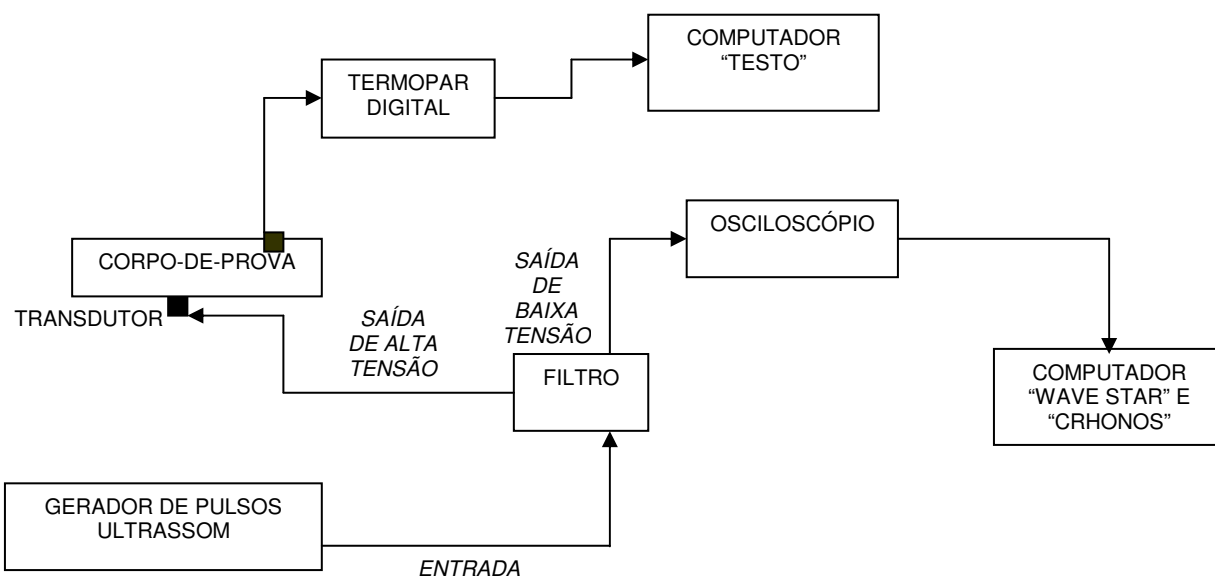 COMPUTADOR
“TESTO”
TERMOPAR
DIGITAL
OSCILOSCÓPIO
CORPO-DE-PROVA
TRANSDUTOR
SAÍDA
DE ALTA
TENSÃO
SAÍDA
DE
BAIXA
TENSÃO
FILTRO
COMPUTADOR
“WAVE STAR” E
“CRHONOS”
GERADOR DE PULSOS
ULTRASSOM
ENTRADA